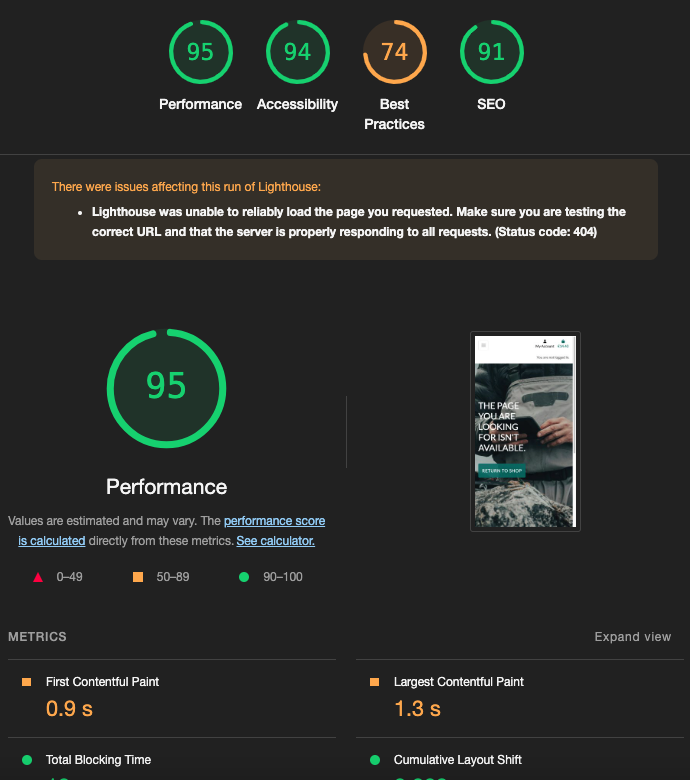 95
94
74
91
Performance
Accessibility
Best
Practices
SEO
There were issues affecting this run of Lighthouse:
• Lighthouse was unable to reliably load the page you requested. Make sure you are testing the
correct URL and that the server is properly responding to all requests. (Status code: 404)
95
Performance
Values are estimated and may vary. The performance score
is calculated directly from these metrics. See calculator.
0–49
50–89
90–100
My Account
You are not logged in.
THE PAGE
YOU ARE
LOOKING
FOR ISN'T
AVAILABLE.
RETURN TO SHOP
METRICS
Expand view
First Contentful Paint
0.9 s
Largest Contentful Paint
1.3 s
Total Blocking Time
Cumulative Layout Shift